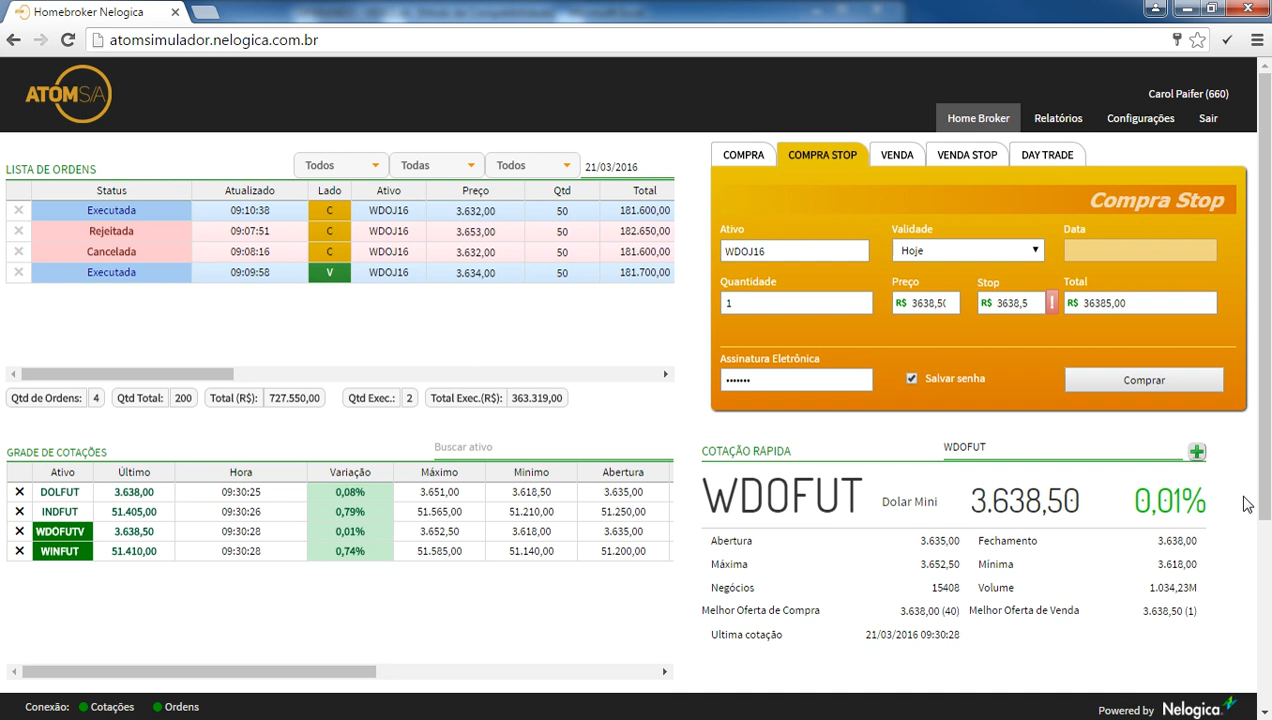 Homebroker Nelogica
atomsimulador.nelogica.com.br
ATOMS/A
Carol Paifer (660)
Home Broker Relatórios Configurações Sair
LISTA DE ORDENS Todos Todas Todos 21/03/2016
Status Atualizado Lado Ativo Preço Qtd Total
Executada 09:10:38 C WDOJ16 3.632,00 50 181.600,00
Rejeitada 09:07:51 C WDOJ16 3.653,00 50 182.650,00
Cancelada 09:08:16 C WDOJ16 3.632,00 50 181.600,00
Executada 09:09:58 V WDOJ16 3.634,00 50 181.700,00
Qtd de Ordens: 4 Qtd Total: 200 Total (R$): 727.550,00 Qtd Exec.: 2 Total Exec.(R$): 363.319,00
COMPRA COMPRA STOP VENDA VENDA STOP DAY TRADE
Compra Stop
Ativo Validade Data
WDOJ16 Hoje
Quantidade Preço Stop Total
1 R$ 3638,50 R$ 3638,5 ! R$ 36385,00
Assinatura Eletrônica
••••••• Salvar senha Comprar
GRADE DE COTAÇÕES Buscar ativo
Ativo Último Hora Variação Máximo Minimo Abertura
DOLFUT 3.638,00 09:30:25 0,08% 3.651,00 3.618,50 3.635,00
INDFUT 51.405,00 09:30:26 0,79% 51.565,00 51.210,00 51.250,00
WDOFUTV 3.638,50 09:30:28 0,01% 3.652,50 3.618,00 3.635,00
WINFUT 51.410,00 09:30:28 0,74% 51.585,00 51.140,00 51.200,00
COTAÇÃO RAPIDA WDOFUT
WDOFUT Dolar Mini 3.638,50 0,01%
Abertura 3.635,00 Fechamento 3.638,00
Máxima 3.652,50 Mínima 3.618,00
Negócios 15408 Volume 1.034,23M
Melhor Oferta de Compra 3.638,00 (40) Melhor Oferta de Venda 3.638,50 (1)
Ultima cotação 21/03/2016 09:30:28
Conexão: Cotações Ordens
Powered by Nelogica